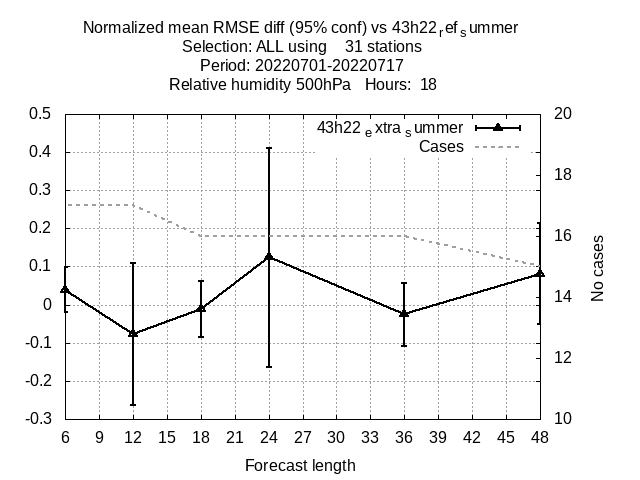 Normalized mean RMSE diff (95% conf) vs 43h22refsummer
Selection: ALL using 31 stations
Period: 20220701-20220717
Relative humidity 500hPa Hours: 18
43h22extrasummer
Cases
0.5
0.4
0.3
0.2
0.1
0
-0.1
-0.2
-0.3
20
18
16
14
12
10
No cases
6 9 12 15 18 21 24 27 30 33 36 39 42 45 48
Forecast length